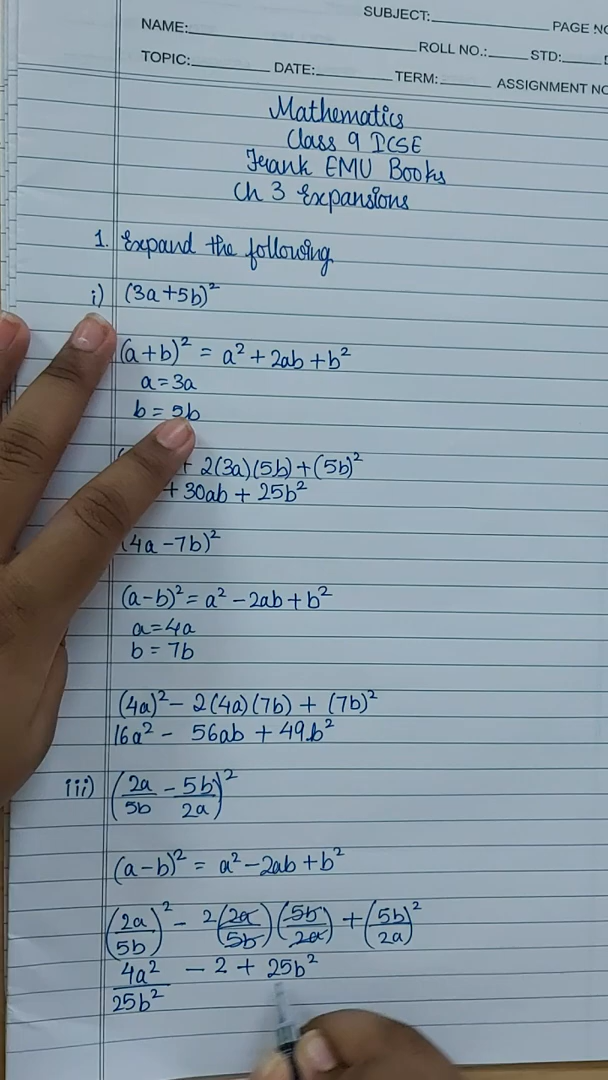 SUBJECT:
PAGE NO
NAME:
ROLL NO.: STD:
TOPIC: DATE: TERM: ASSIGNMENT NO
Mathematics
Class 9 ICSE
Frank EMU Books
Ch 3 Expansions
1. Expand the following
i) (3a+5b)²
(a+b)² = a² + 2ab + b²
a = 3a
b = 5b
+ 2(3a)(5b) + (5b)²
+ 30ab + 25b²
(4a - 7b)²
(a-b)² = a² - 2ab + b²
a = 4a
b = 7b
(4a)² - 2(4a)(7b) + (7b)²
16a² - 56ab + 49b²
iii) (2a/5b - 5b/2a)²
(a-b)² = a² - 2ab + b²
(2a/5b)² - 2(2a/5b)(5b/2a) + (5b/2a)²
4a²/25b² - 2 + 25b²